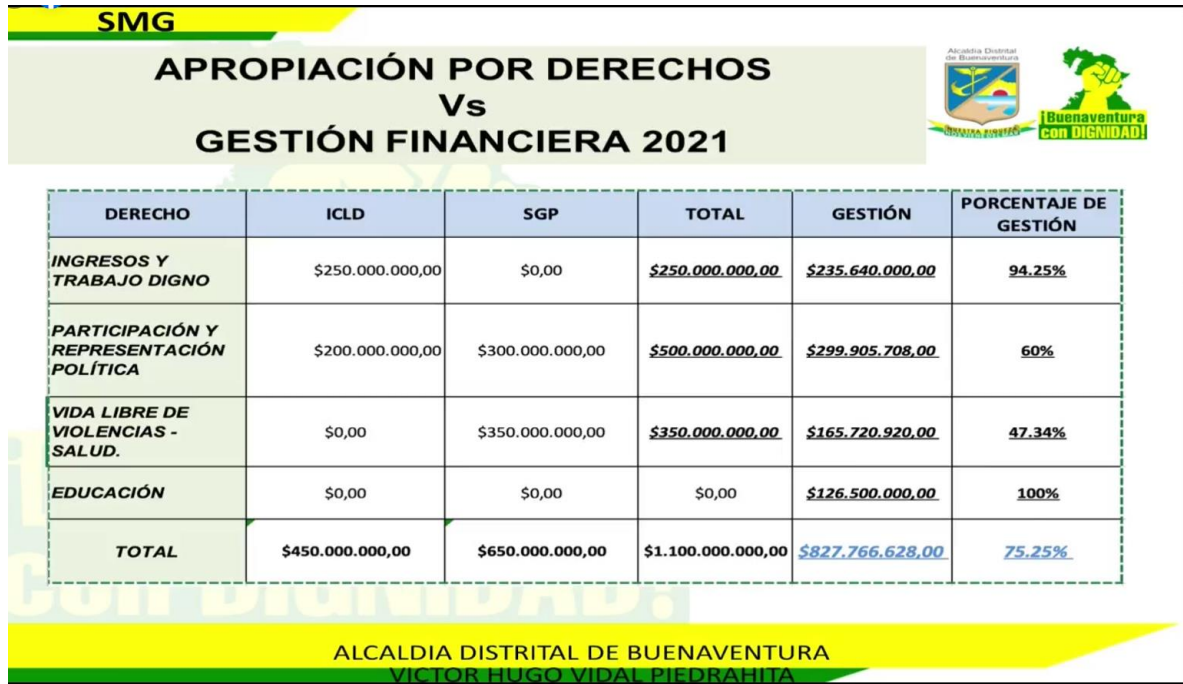 SMG
APROPIACIÓN POR DERECHOS
Vs
GESTIÓN FINANCIERA 2021
Alcaldía Distrital
de Buenaventura
¡Buenaventura
con DIGNIDAD!
DERECHO ICLD SGP TOTAL GESTIÓN PORCENTAJE DE
GESTIÓN
INGRESOS Y
TRABAJO DIGNO $250.000.000,00 $0,00 $250.000.000,00 $235.640.000,00 94.25%
PARTICIPACIÓN Y
REPRESENTACIÓN $200.000.000,00 $300.000.000,00 $500.000.000,00 $299.905.708,00 60%
POLÍTICA
VIDA LIBRE DE
VIOLENCIAS - $0,00 $350.000.000,00 $350.000.000,00 $165.720.920,00 47.34%
SALUD.
EDUCACIÓN $0,00 $0,00 $0,00 $126.500.000,00 100%
TOTAL $450.000.000,00 $650.000.000,00 $1.100.000.000,00 $827.766.628,00 75.25%
CON DIGNIDAD!
ALCALDIA DISTRITAL DE BUENAVENTURA
VICTOR HUGO VIDAL PIEDRAHITA